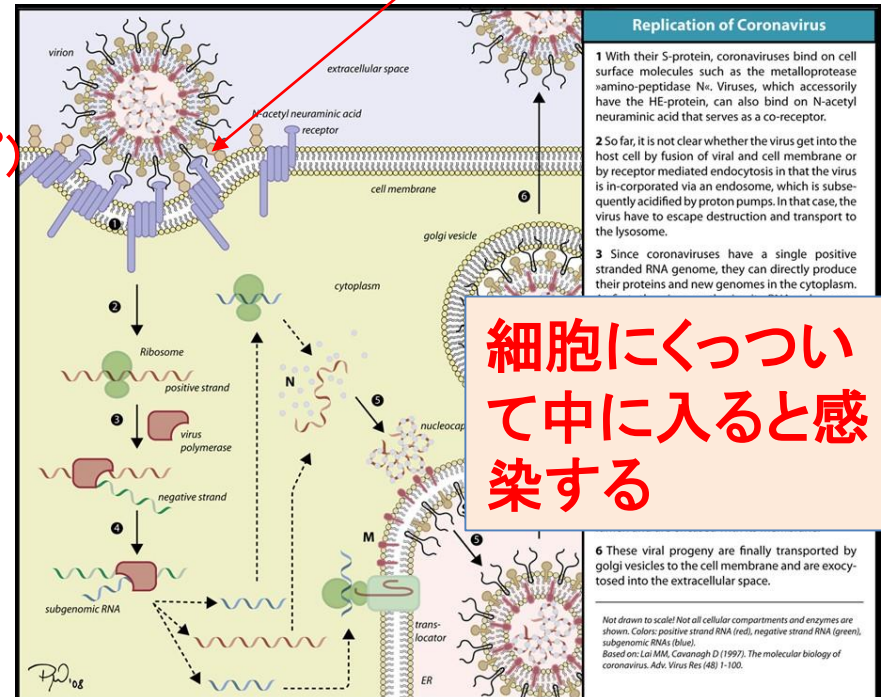 virion
extracellular space
N-acetyl neuraminic acid
receptor
cell membrane
1
6
golgi vesicle
cytoplasm
2
Ribosome
positive strand
N
5
3
virus
polymerase
negative strand
4
M
5
subgenomic RNA
trans-
locator
ER
'08
Replication of Coronavirus
1 With their S-protein, coronaviruses bind on cell
surface molecules such as the metalloprotease
»amino-peptidase N«. Viruses, which accessorily
have the HE-protein, can also bind on N-acetyl
neuraminic acid that serves as a co-receptor.
2 So far, it is not clear whether the virus get into the
host cell by fusion of viral and cell membrane or
by receptor mediated endocytosis in that the virus
is in-corporated via an endosome, which is subse-
quently acidified by proton pumps. In that case, the
virus have to escape destruction and transport to
the lysosome.
3 Since coronaviruses have a single positive
stranded RNA genome, they can directly produce
their proteins and new genomes in the cytoplasm.
細胞にくっつい
て中に入ると感
染する
6 These viral progeny are finally transported by
golgi vesicles to the cell membrane and are exocy-
tosed into the extracellular space.
Not drawn to scale! Not all cellular compartments and enzymes are
shown. Colors: positive strand RNA (red), negative strand RNA (green),
subgenomic RNAs (blue).
Based on: Lai MM, Cavanagh D (1997). The molecular biology of
coronavirus. Adv. Virus Res (48) 1-100.